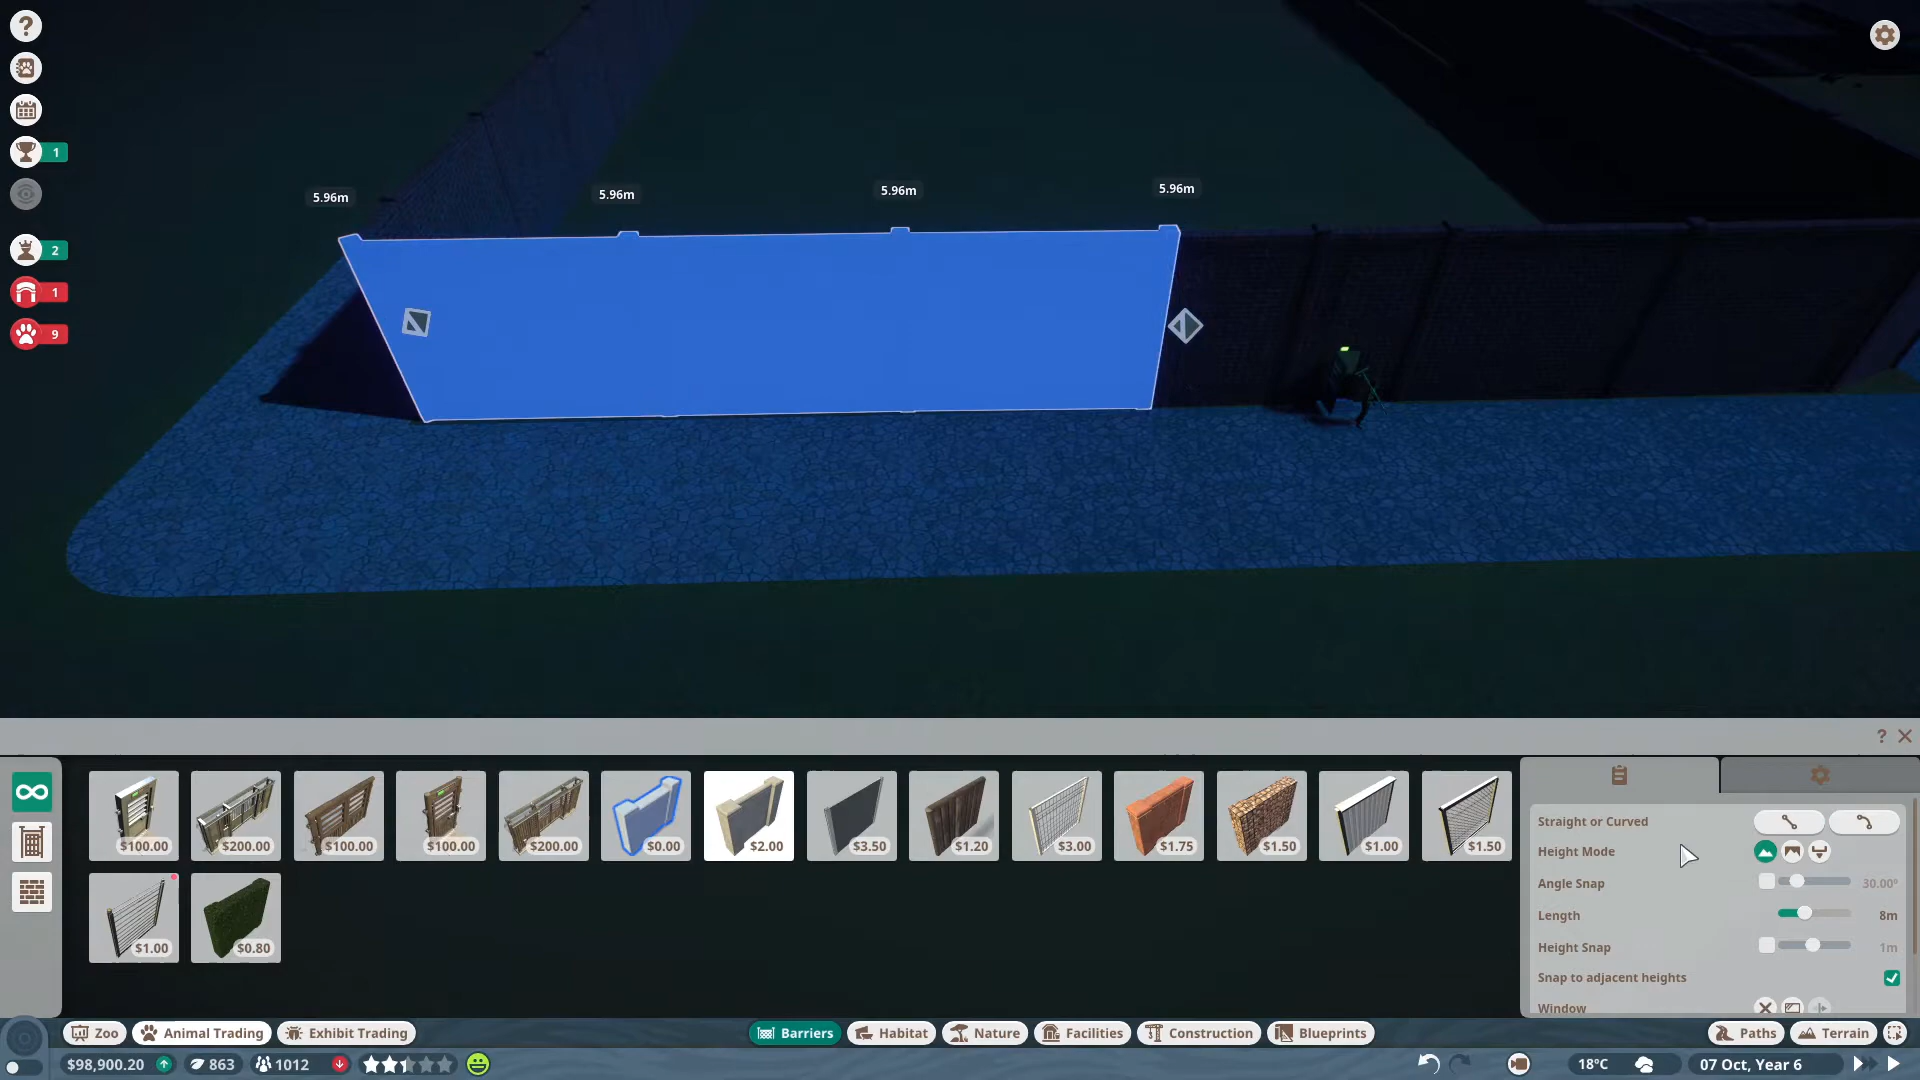 ?
1
2
1
9
5.96m 5.96m 5.96m 5.96m
? ×
$100.00 $200.00 $100.00 $100.00 $200.00 $0.00 $2.00 $3.50 $1.20 $3.00 $1.75 $1.50 $1.00 $1.50
$1.00 $0.80
Straight or Curved
Height Mode
Angle Snap 30.00°
Length 8m
Height Snap 1m
Snap to adjacent heights
Window
Zoo Animal Trading Exhibit Trading Barriers Habitat Nature Facilities Construction Blueprints Paths Terrain
$98,900.20 863 1012 18°C 07 Oct, Year 6